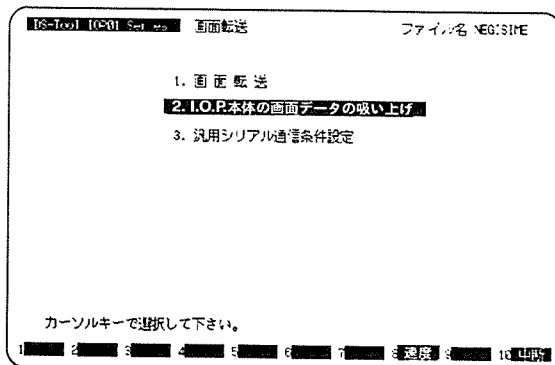 DS-Tool IOP01 Series 画面転送 ファイル名 NEGISIME
1. 画面転送
2. I.O.P.本体の画面データの吸い上げ
3. 汎用シリアル通信条件設定
カーソルキーで選択して下さい。
1 2 3 4 5 6 7 8 速度 9 10 中断